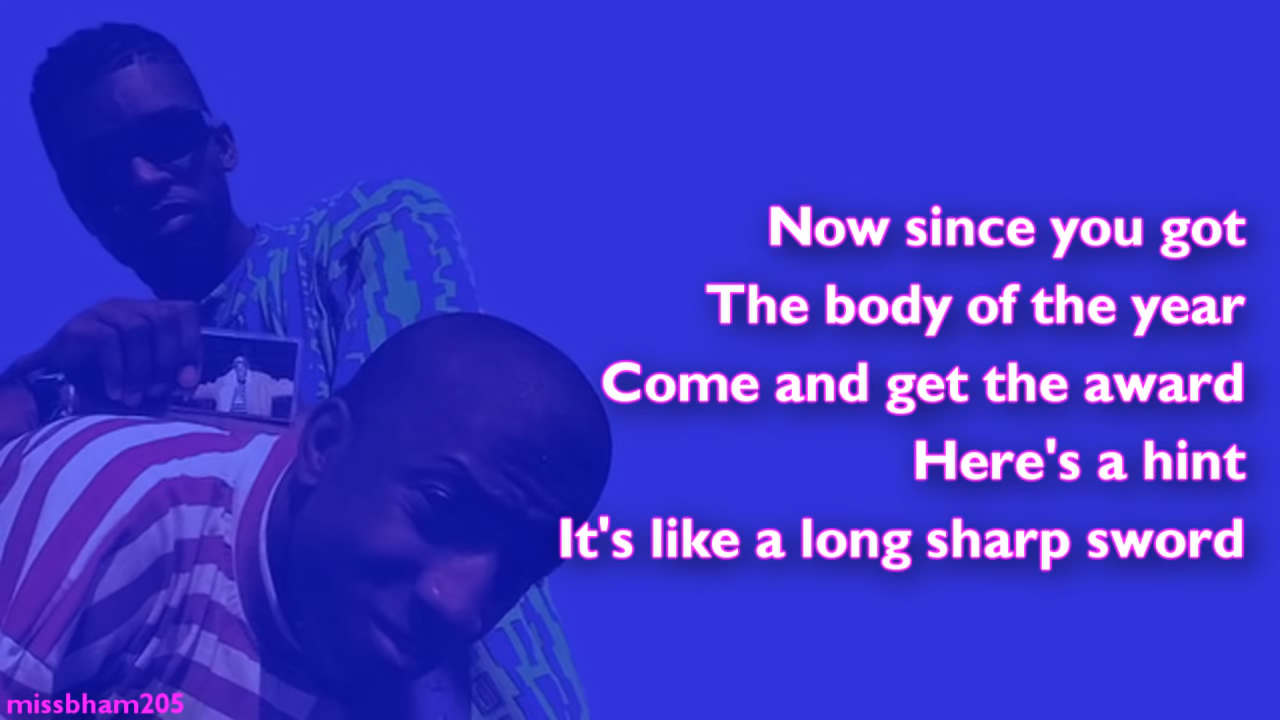 Now since you got
The body of the year
Come and get the award
Here's a hint
It's like a long sharp sword
missbham205